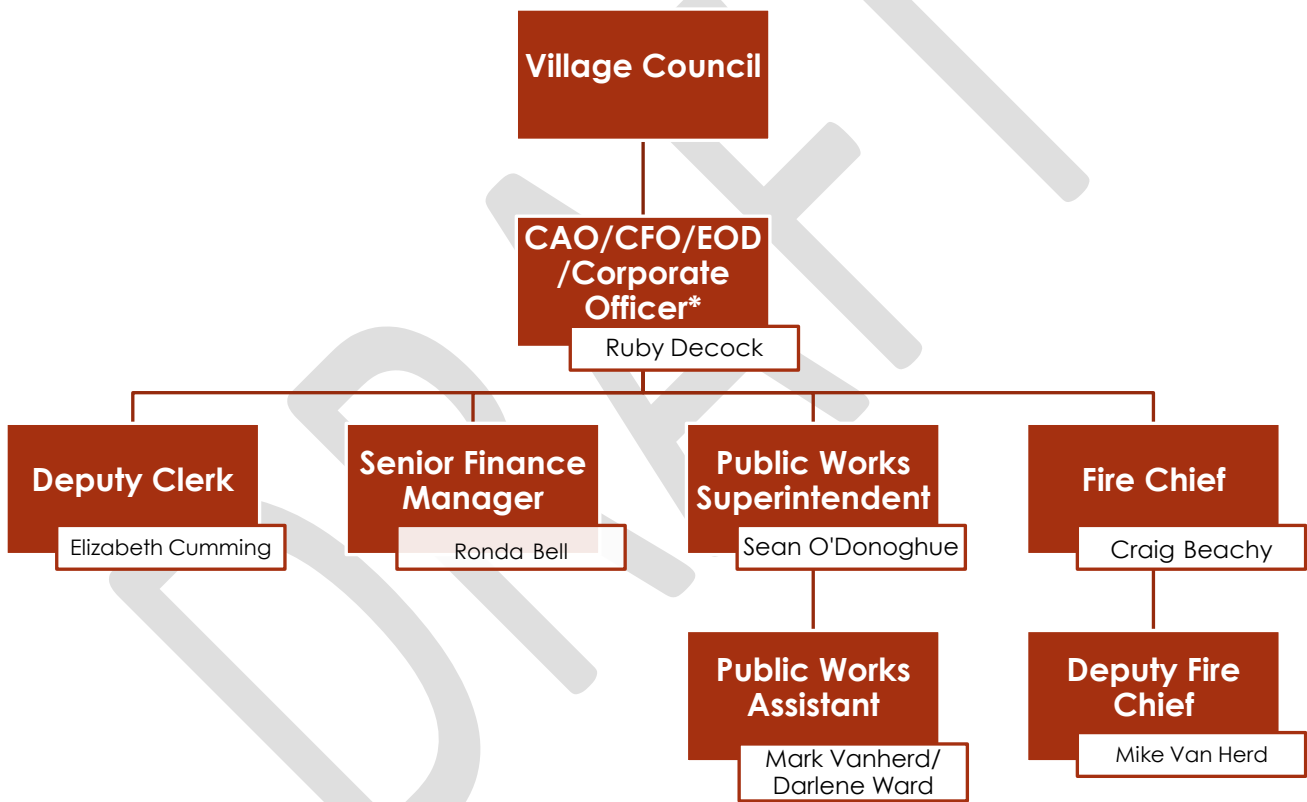 Village Council
CAO/CFO/EOD
/Corporate
Officer*
Ruby Decock
Deputy Clerk
Elizabeth Cumming
Senior Finance
Manager
Ronda Bell
Public Works
Superintendent
Sean O'Donoghue
Fire Chief
Craig Beachy
Public Works
Assistant
Mark Vanherd/
Darlene Ward
Deputy Fire
Chief
Mike Van Herd
DRAFT